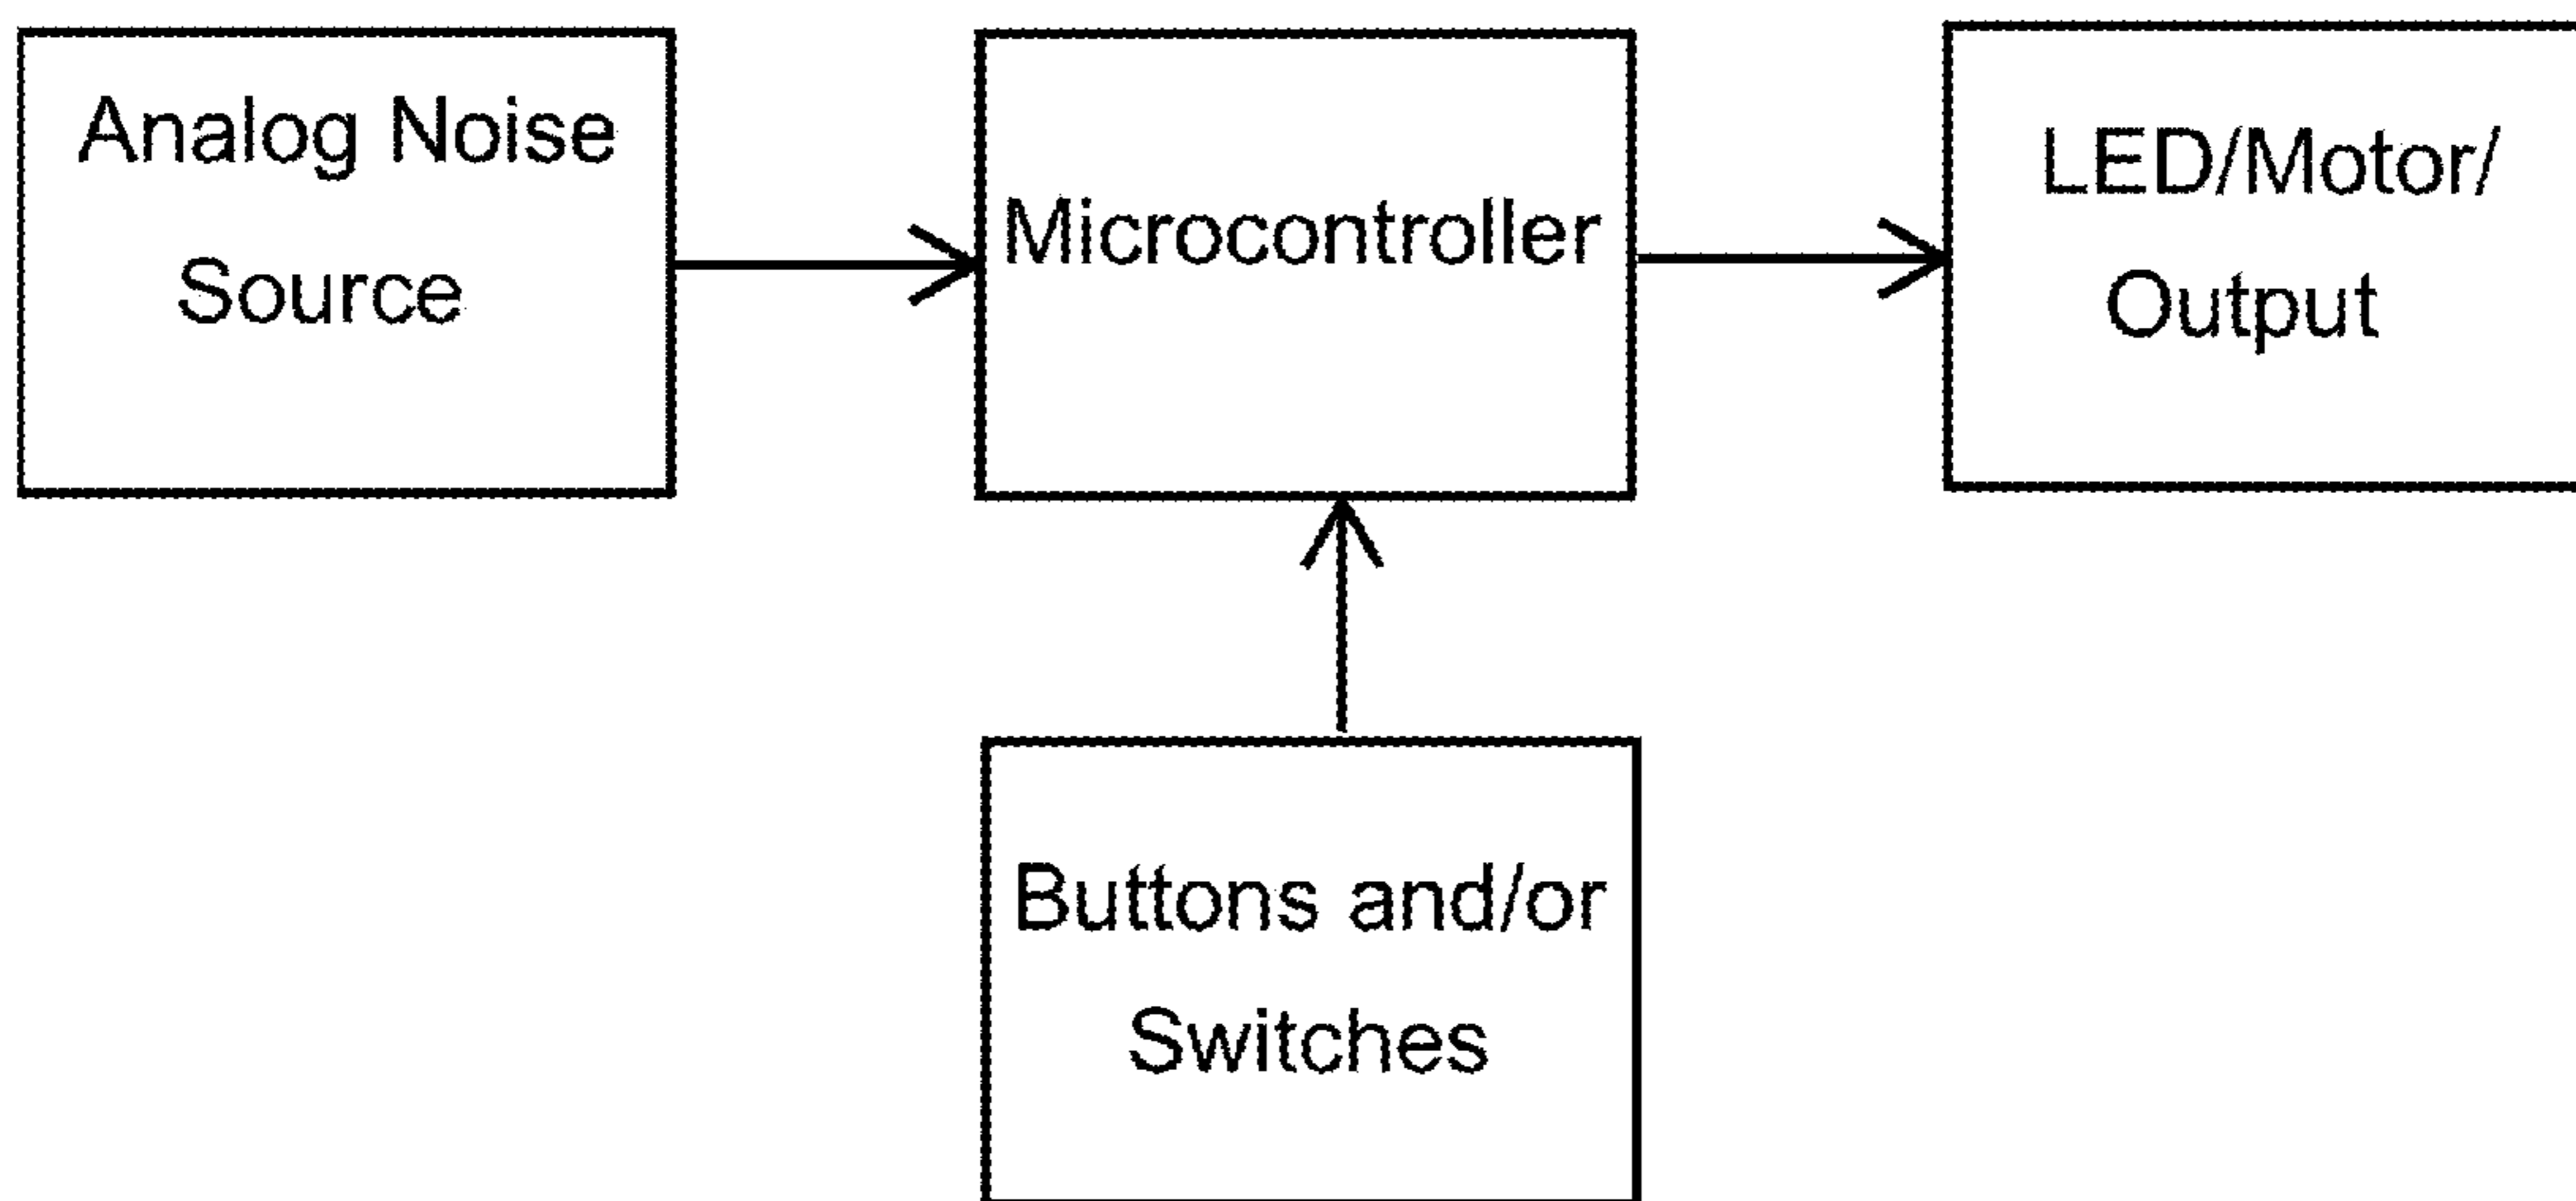 Analog Noise
Source
Microcontroller
LED/Motor/
Output
Buttons and/or
Switches